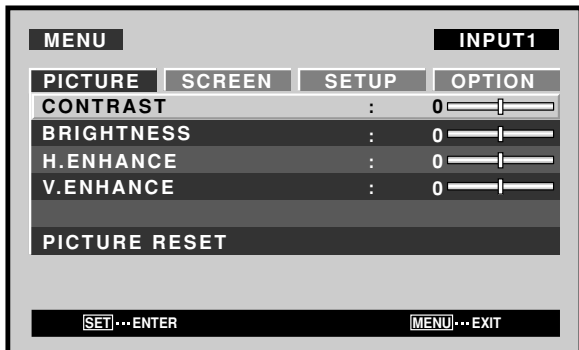 MENU INPUT1
PICTURE SCREEN SETUP OPTION
CONTRAST : 0
BRIGHTNESS : 0
H.ENHANCE : 0
V.ENHANCE : 0
PICTURE RESET
SET···ENTER MENU···EXIT